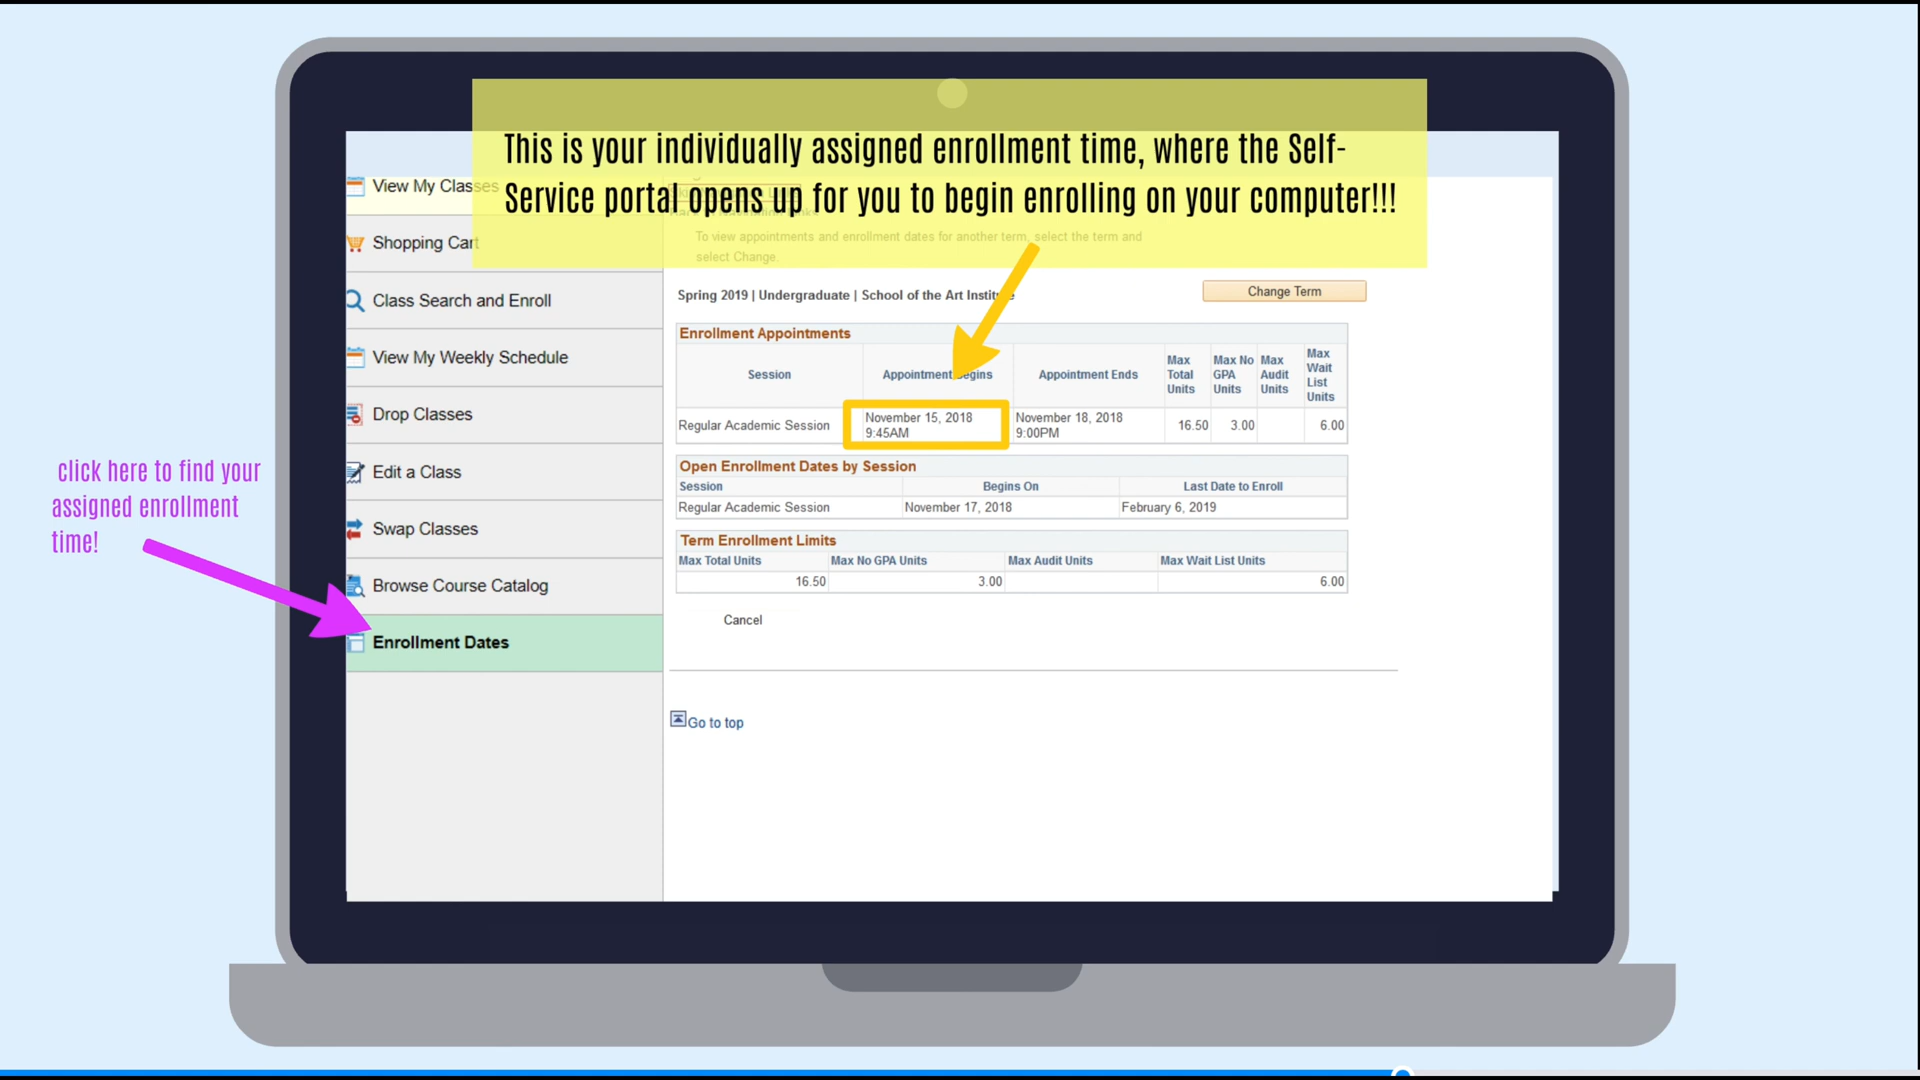 This is your individually assigned enrollment time, where the Self-
Service portal opens up for you to begin enrolling on your computer!!!
View My Classes
Shopping Cart
To view appointments and enrollment dates for another term, select the term and
select Change.
Class Search and Enroll
Spring 2019 | Undergraduate | School of the Art Institute
Change Term
View My Weekly Schedule
Drop Classes
Edit a Class
Swap Classes
Browse Course Catalog
Enrollment Dates
click here to find your
assigned enrollment
time!
Enrollment Appointments
Session Appointment Begins Appointment Ends Max Total Units Max No GPA Units Max Audit Units Max Wait List Units
Regular Academic Session November 15, 2018 9:45AM November 18, 2018 9:00PM 16.50 3.00 6.00
Open Enrollment Dates by Session
Session Begins On Last Date to Enroll
Regular Academic Session November 17, 2018 February 6, 2019
Term Enrollment Limits
Max Total Units Max No GPA Units Max Audit Units Max Wait List Units
16.50 3.00 6.00
Cancel
Go to top